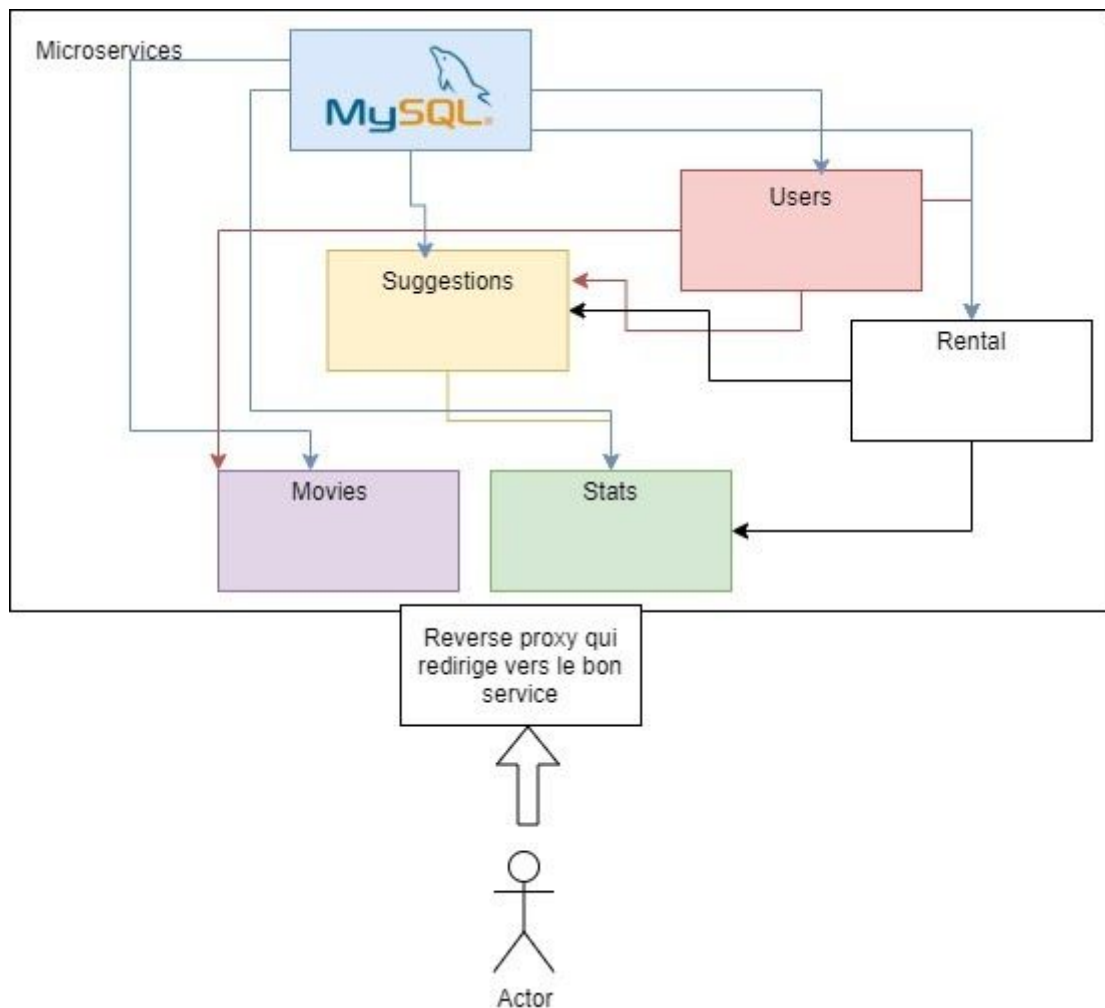 Microservices
MySQL®
Users
Suggestions
Rental
Movies
Stats
Reverse proxy qui
redirige vers le bon
service
Actor